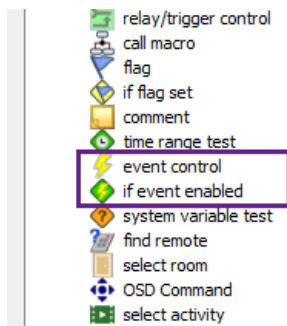 relay/trigger control
call macro
flag
if flag set
comment
time range test
event control
if event enabled
system variable test
find remote
select room
OSD Command
select activity